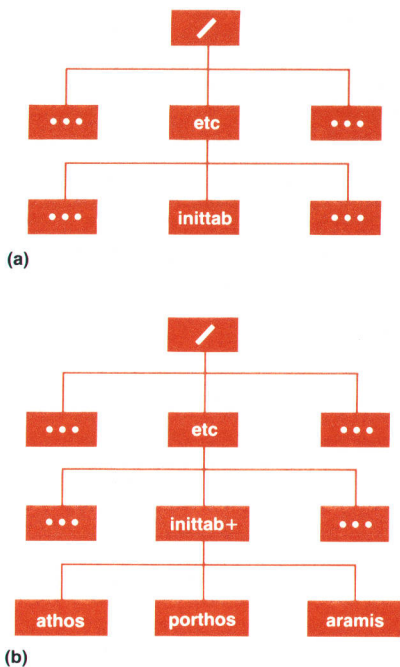 /
••• etc •••
••• inittab •••
(a)
/
••• etc •••
••• inittab+ •••
athos porthos aramis
(b)